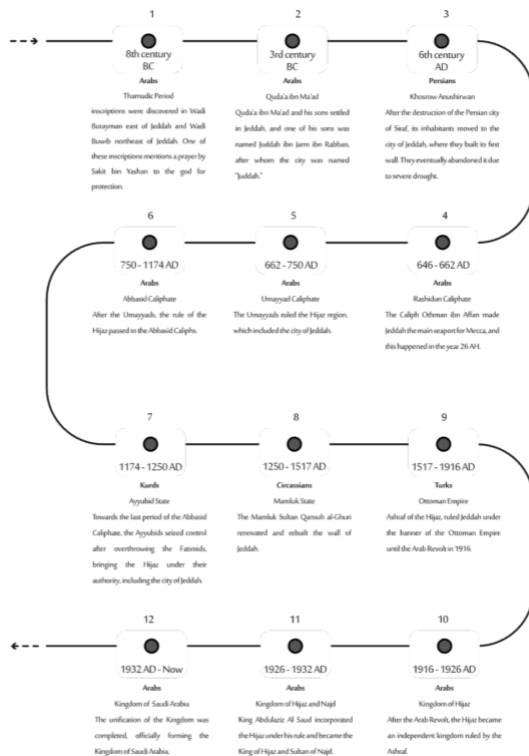 1
8th century
BC
Arabs
Thamudic Period
inscriptions were discovered in Wadi
Burayman east of Jeddah and Wadi
Buwib northeast of Jeddah. One of
these inscriptions mentions a prayer by
Sakit bin Yashan to the god for
protection.
2
3rd century
BC
Arabs
Quda'a ibn Ma'ad
Quda'a ibn Ma'ad and his sons settled
in Jeddah, and one of his sons was
named Juddah ibn Jarm ibn Rabban,
after whom the city was named
"Juddah."
3
6th century
AD
Persians
Khosrow Anushirwan
After the destruction of the Persian city
of Siraf, its inhabitants moved to the
city of Jeddah, where they built its first
wall. They eventually abandoned it due
to severe drought.
4
646 - 662 AD
Arabs
Rashidun Caliphate
The Caliph Othman ibn Affan made
Jeddah the main seaport for Mecca, and
this happened in the year 26 AH.
5
662 - 750 AD
Arabs
Umayyad Caliphate
The Umayyads ruled the Hijaz region,
which included the city of Jeddah.
6
750 - 1174 AD
Arabs
Abbasid Caliphate
After the Umayyads, the rule of the
Hijaz passed to the Abbasid Caliphs.
7
1174 - 1250 AD
Kurds
Ayyubid State
Towards the last period of the Abbasid
Caliphate, the Ayyubids seized control
after overthrowing the Fatimids,
bringing the Hijaz under their
authority, including the city of Jeddah.
8
1250 - 1517 AD
Circassians
Mamluk State
The Mamluk Sultan Qansuh al-Ghuri
renovated and rebuilt the wall of
Jeddah.
9
1517 - 1916 AD
Turks
Ottoman Empire
Ashraf of the Hijaz, ruled Jeddah under
the banner of the Ottoman Empire
until the Arab Revolt in 1916.
10
1916 - 1926 AD
Arabs
Kingdom of Hijaz
After the Arab Revolt, the Hijaz became
an independent kingdom ruled by the
Ashraf.
11
1926 - 1932 AD
Arabs
Kingdom of Hijaz and Najd
King Abdulaziz Al Saud incorporated
the Hijaz under his rule and became the
King of Hijaz and Sultan of Najd.
12
1932 AD - Now
Arabs
Kingdom of Saudi Arabia
The unification of the Kingdom was
completed, officially forming the
Kingdom of Saudi Arabia.